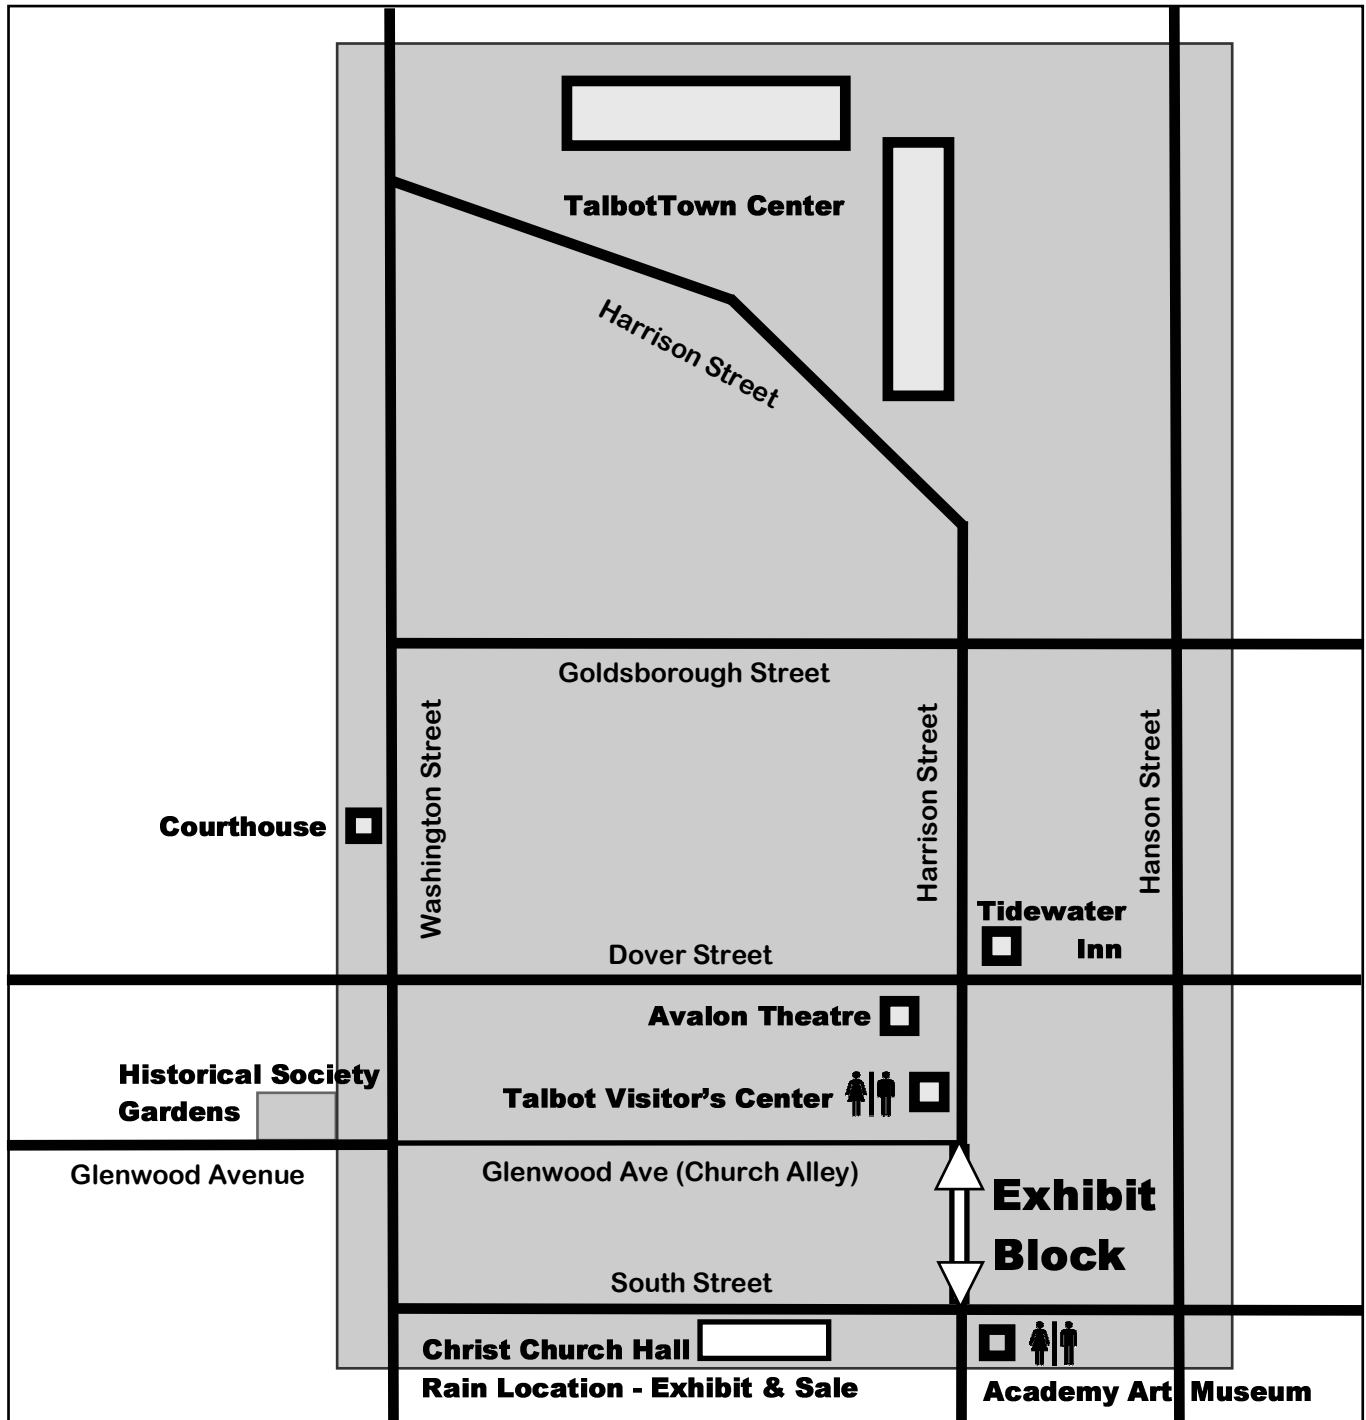 TalbotTown Center
Harrison Street
Goldsborough Street
Washington Street
Harrison Street
Hanson Street
Courthouse
Tidewater
Inn
Dover Street
Avalon Theatre
Historical Society
Gardens
Talbot Visitor's Center
Glenwood Avenue
Glenwood Ave (Church Alley)
Exhibit
Block
South Street
Christ Church Hall
Rain Location - Exhibit & Sale
Academy Art Museum